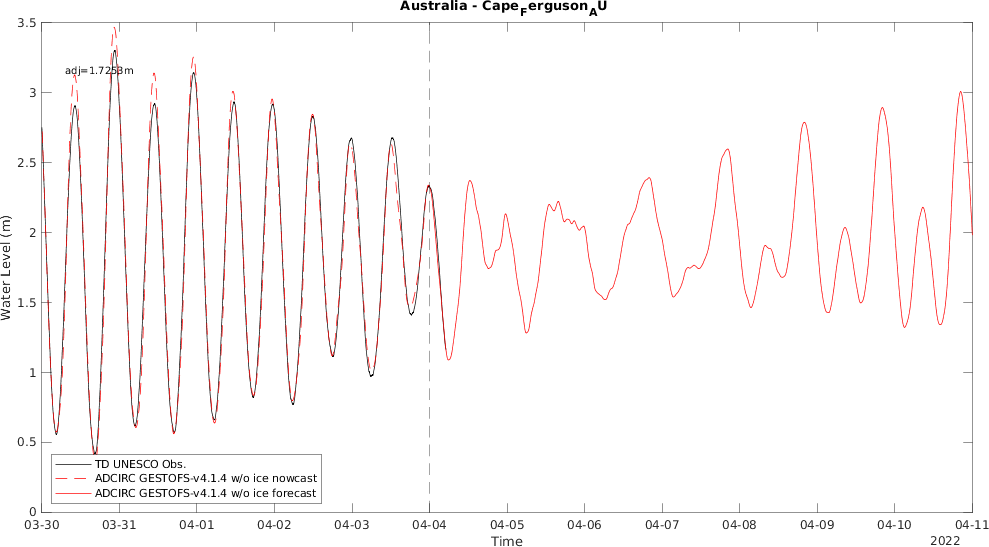 Australia - CapeFergusonAU
3.5
3
2.5
2
1.5
1
0.5
0
Water Level (m)
adj=1.7253m
TD UNESCO Obs.
ADCIRC GESTOFS-v4.1.4 w/o ice nowcast
ADCIRC GESTOFS-v4.1.4 w/o ice forecast
03-30 03-31 04-01 04-02 04-03 04-04 04-05 04-06 04-07 04-08 04-09 04-10 04-11
Time
2022